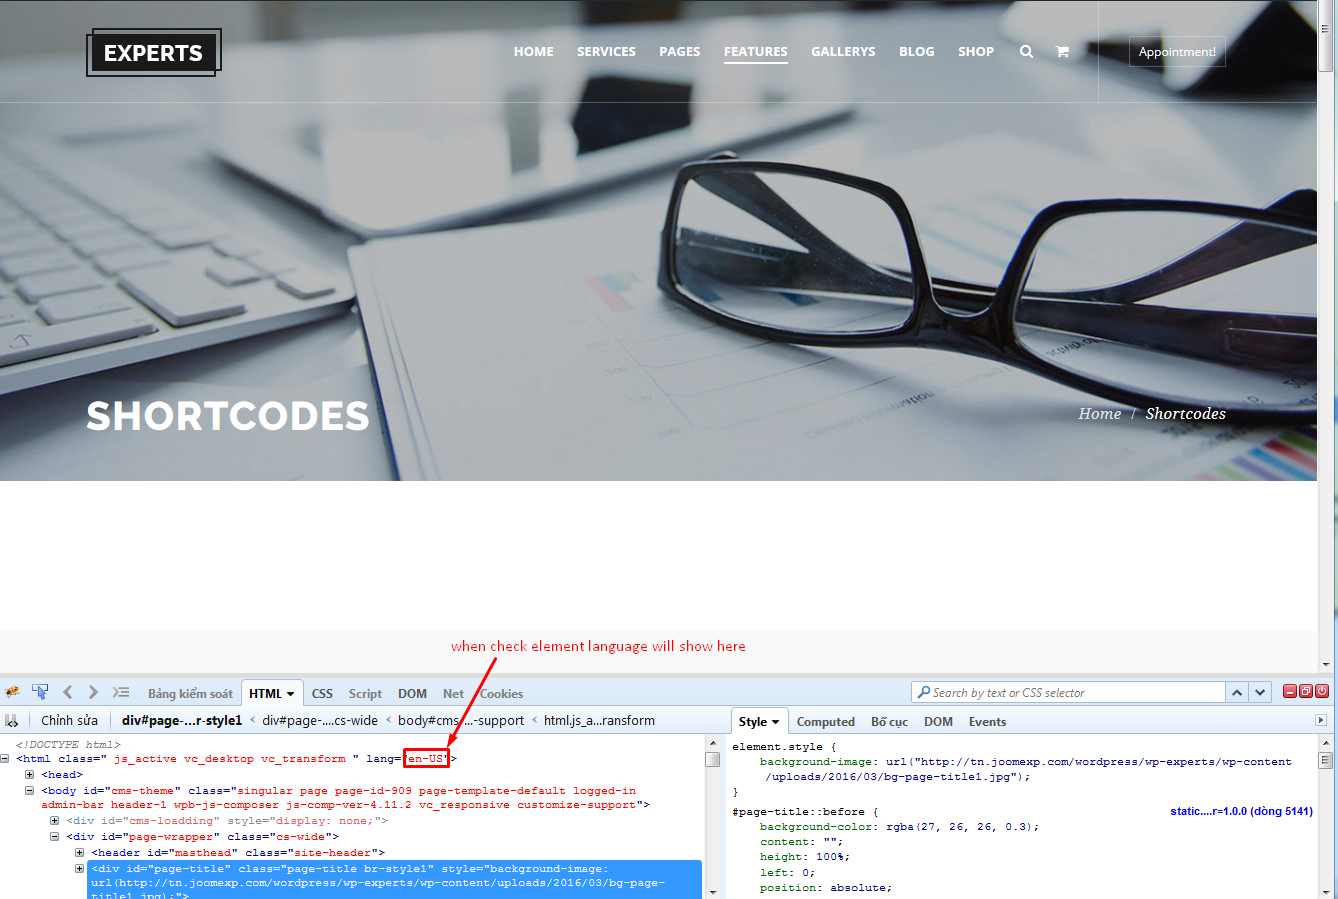 EXPERTS
HOME SERVICES PAGES FEATURES GALLERYS BLOG SHOP Appointment!
SHORTCODES
Home / Shortcodes
when check element language will show here
Bảng kiểm soát HTML CSS Script DOM Net Cookies Search by text or CSS selector
Chỉnh sửa div#page-...r-style1 < div#page-....cs-wide < body#cms-...-support < html.js_a...ransform
Style Computed Bố cục DOM Events
<!DOCTYPE html>
<html class=" js_active vc_desktop vc_transform " lang="en-US">
<head>
<body id="cms-theme" class="singular page page-id-909 page-template-default logged-in
admin-bar header-1 wpb-js-composer js-comp-ver-4.11.2 vc_responsive customize-support">
<div id="cms-loading" style="display: none;">
<div id="page-wrapper" class="cs-wide">
<header id="masthead" class="site-header">
<div id="page-title" class="page-title br-style1" style="background-image:
url(http://tn.joomexp.com/wordpress/wp-experts/wp-content/uploads/2016/03/bg-page-
title1.jpg);">
element.style {
background-image: url("http://tn.joomexp.com/wordpress/wp-experts/wp-content
/uploads/2016/03/bg-page-title1.jpg");
}
#page-title::before { static....r=1.0.0 (dòng 5141)
background-color: rgba(27, 26, 26, 0.3);
content: "";
height: 100%;
left: 0;
position: absolute;